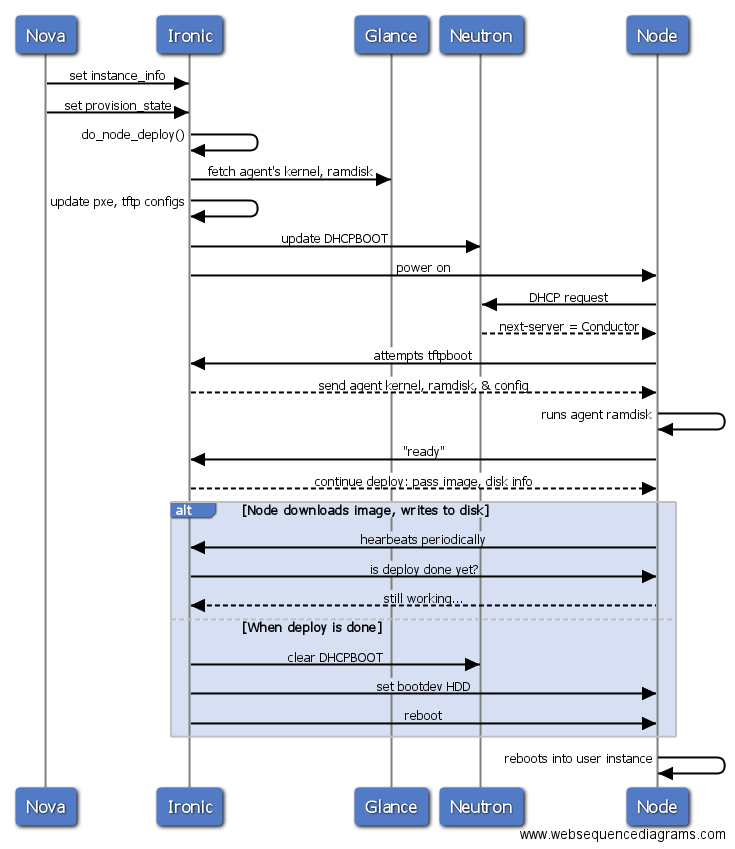 Nova Ironic Glance Neutron Node
set instance_info
set provision_state
do_node_deploy()
fetch agent's kernel, ramdisk
update pxe, tftp configs
update DHCPBOOT
power on
DHCP request
next-server = Conductor
attempts tftpboot
send agent kernel, ramdisk, & config
runs agent ramdisk
"ready"
continue deploy: pass image, disk info
alt [Node downloads image, writes to disk]
hearbeats periodically
is deploy done yet?
still working...
[When deploy is done]
clear DHCPBOOT
set bootdev HDD
reboot
reboots into user instance
Nova Ironic Glance Neutron Node
www.websequencediagrams.com